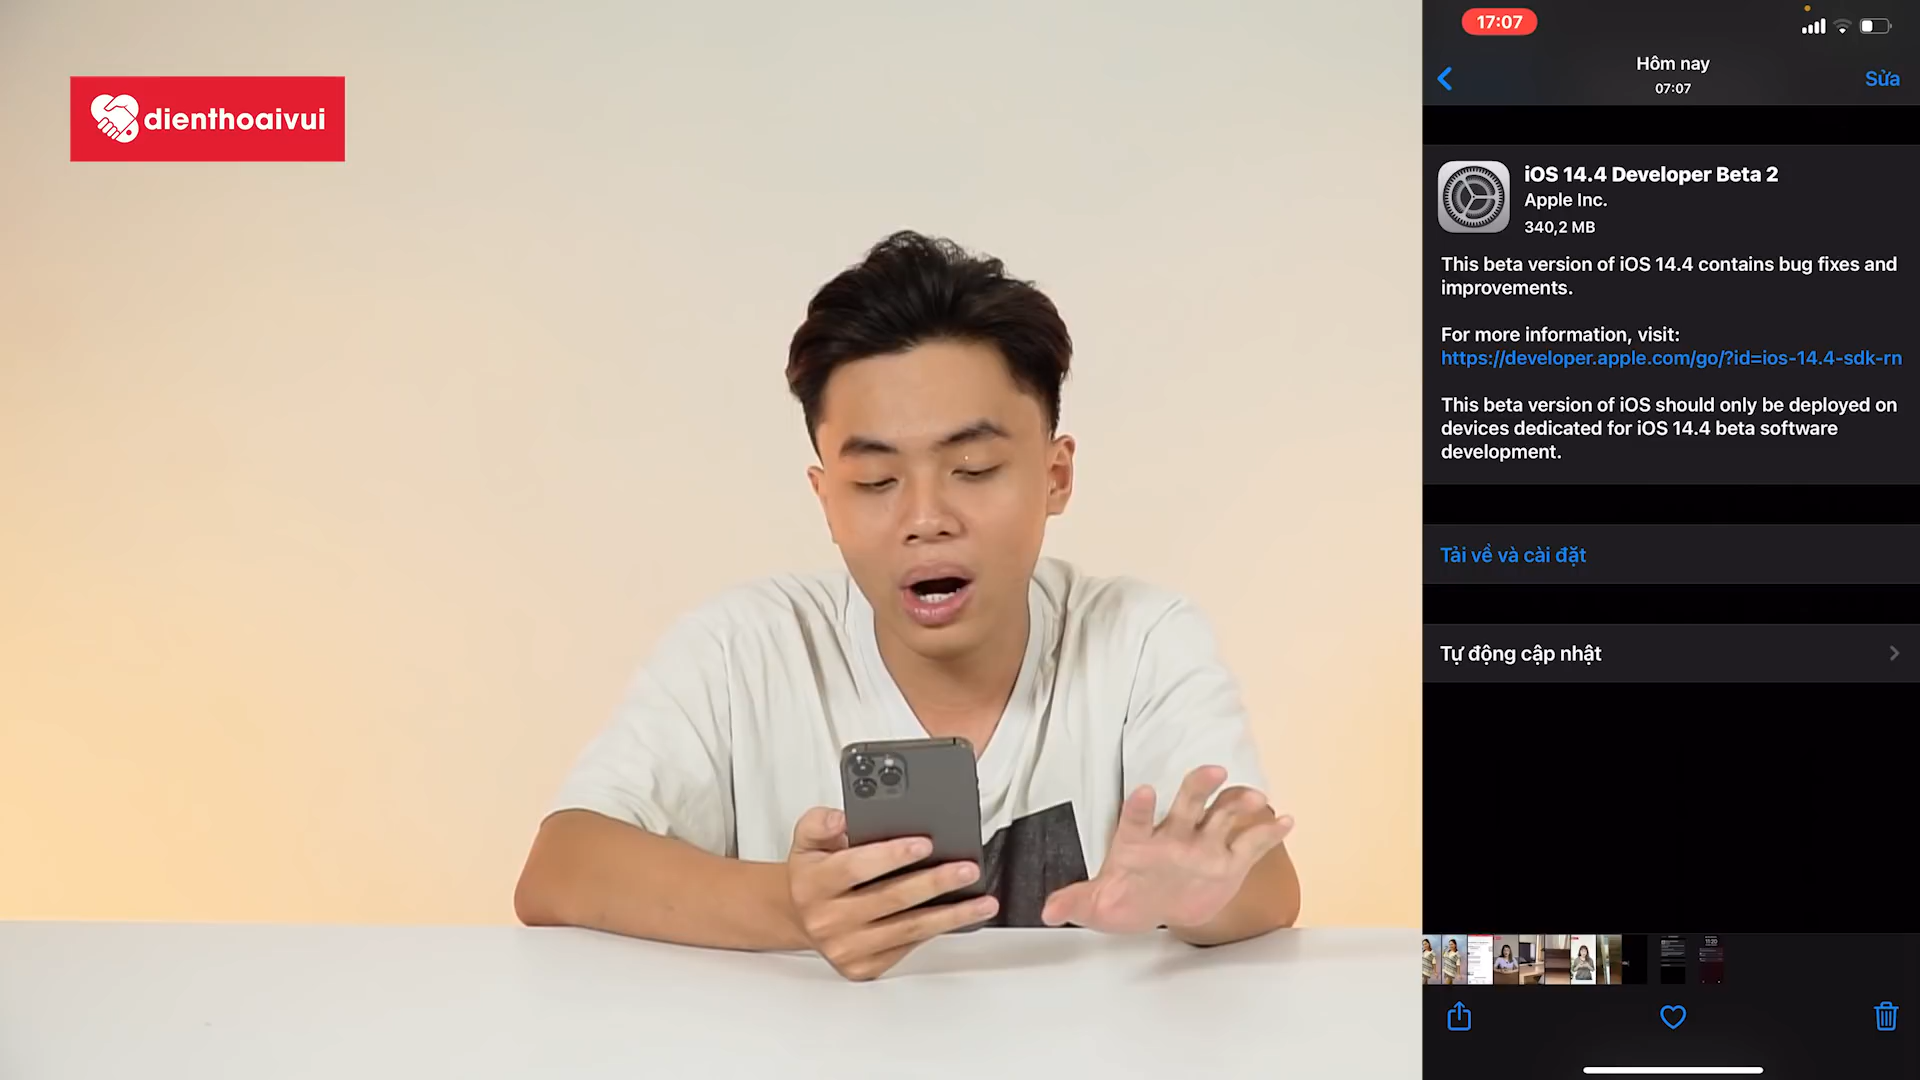 dienthoaivui
17:07
Hôm nay
07:07
Sửa
iOS 14.4 Developer Beta 2
Apple Inc.
340,2 MB
This beta version of iOS 14.4 contains bug fixes and
improvements.
For more information, visit:
https://developer.apple.com/go/?id=ios-14.4-sdk-rn
This beta version of iOS should only be deployed on
devices dedicated for iOS 14.4 beta software
development.
Tải về và cài đặt
Tự động cập nhật